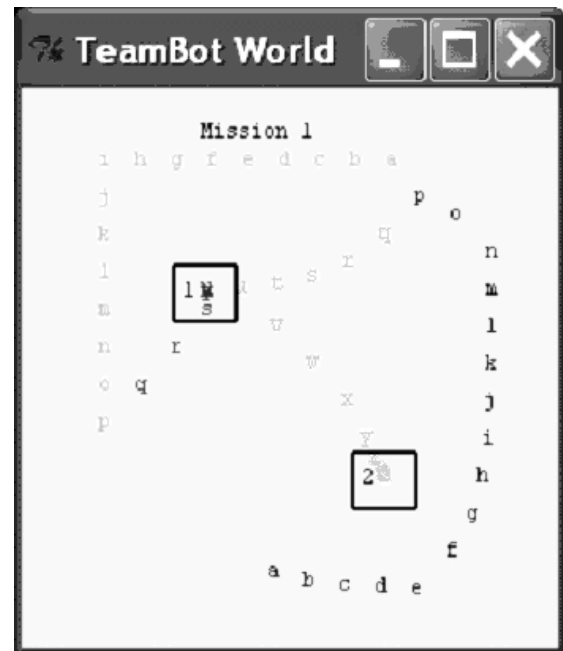 TeamBot World
Mission 1
i h g f e d c b a
j p
o
k q
n
l r
1 u t s m
m s
v l
n r
w k
o q
x j
p
y i
z
2 h
g
f
a b c d e